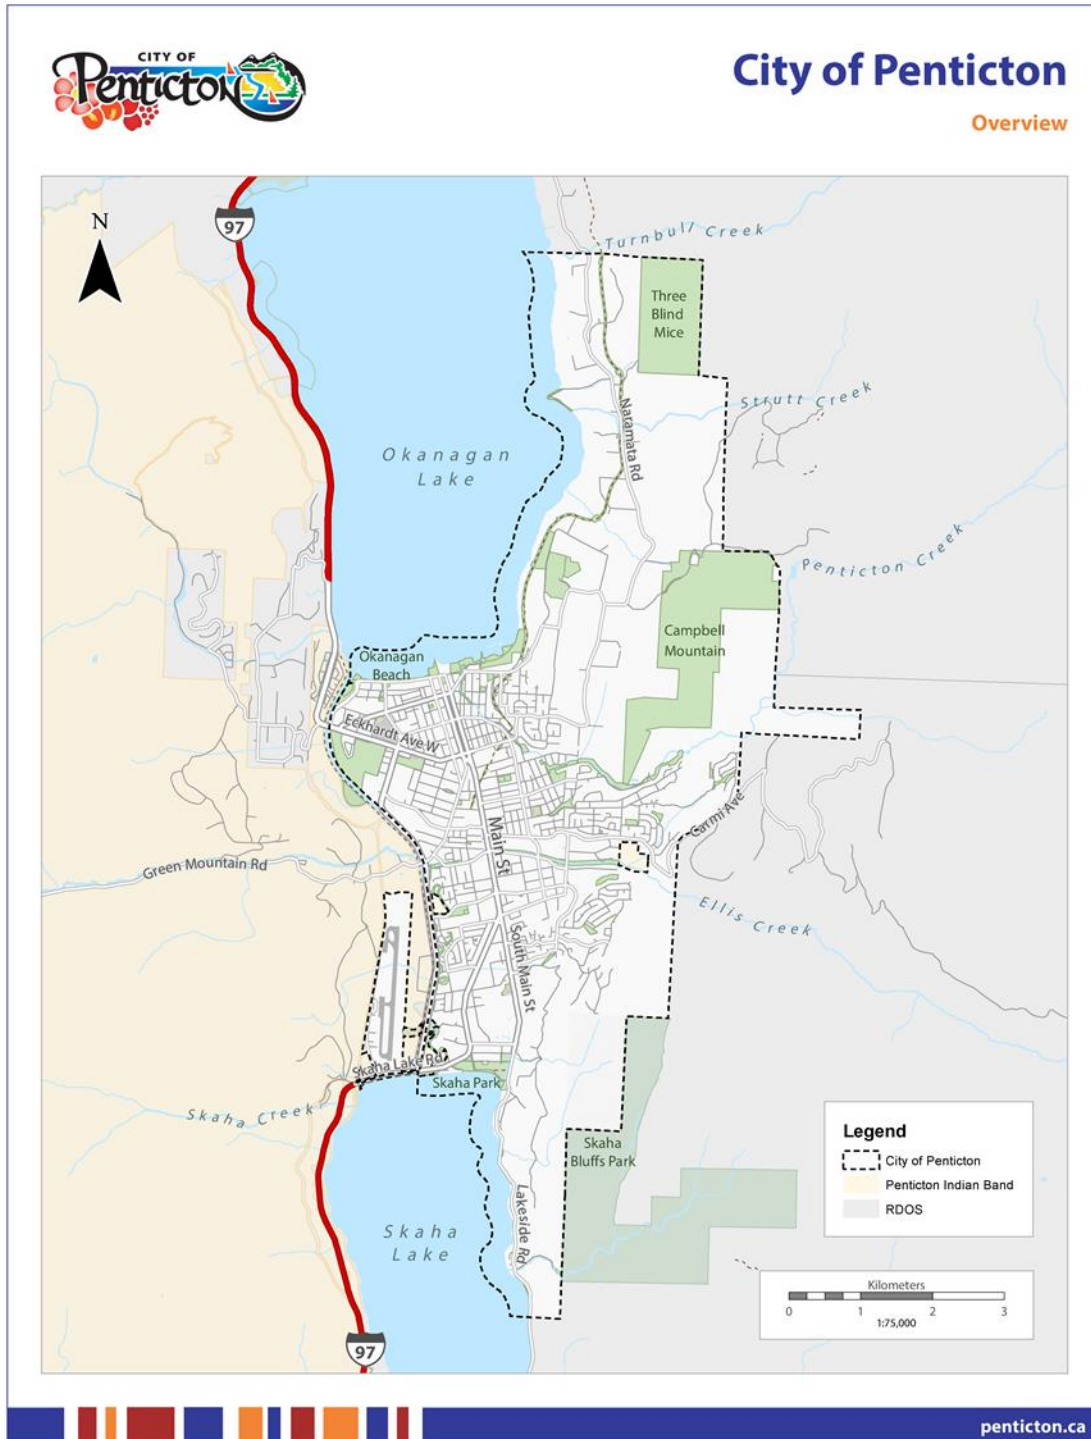 CITY OF
Penticton
City of Penticton
Overview
N
97
Turnbull Creek
Three
Blind
Mice
Strutt Creek
Naramata Rd
Okanagan
Lake
Penticton Creek
Campbell
Mountain
Okanagan
Beach
Eckhardt Ave W
Carmi Ave
Main St
Green Mountain Rd
Ellis Creek
South Main St
Skaha Lake Rd
Skaha Park
Skaha Creek
Skaha
Bluffs Park
Lakeside Rd
Skaha
Lake
97
Legend
City of Penticton
Penticton Indian Band
RDOS
Kilometers
0 1 2 3
1:75,000
penticton.ca